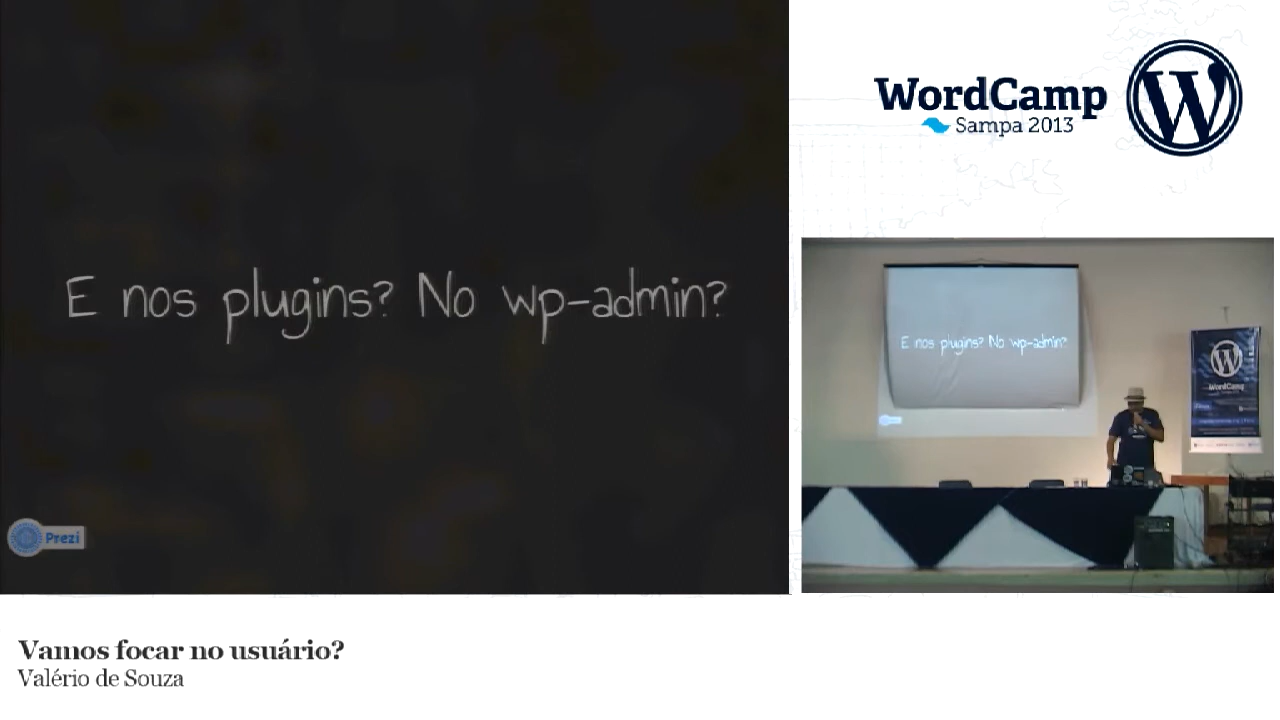 E nos plugins? No wp-admin?
Prezi
WordCamp
Sampa 2013
E nos plugins? No wp-admin?
WordCamp
Vamos focar no usuário?
Valério de Souza